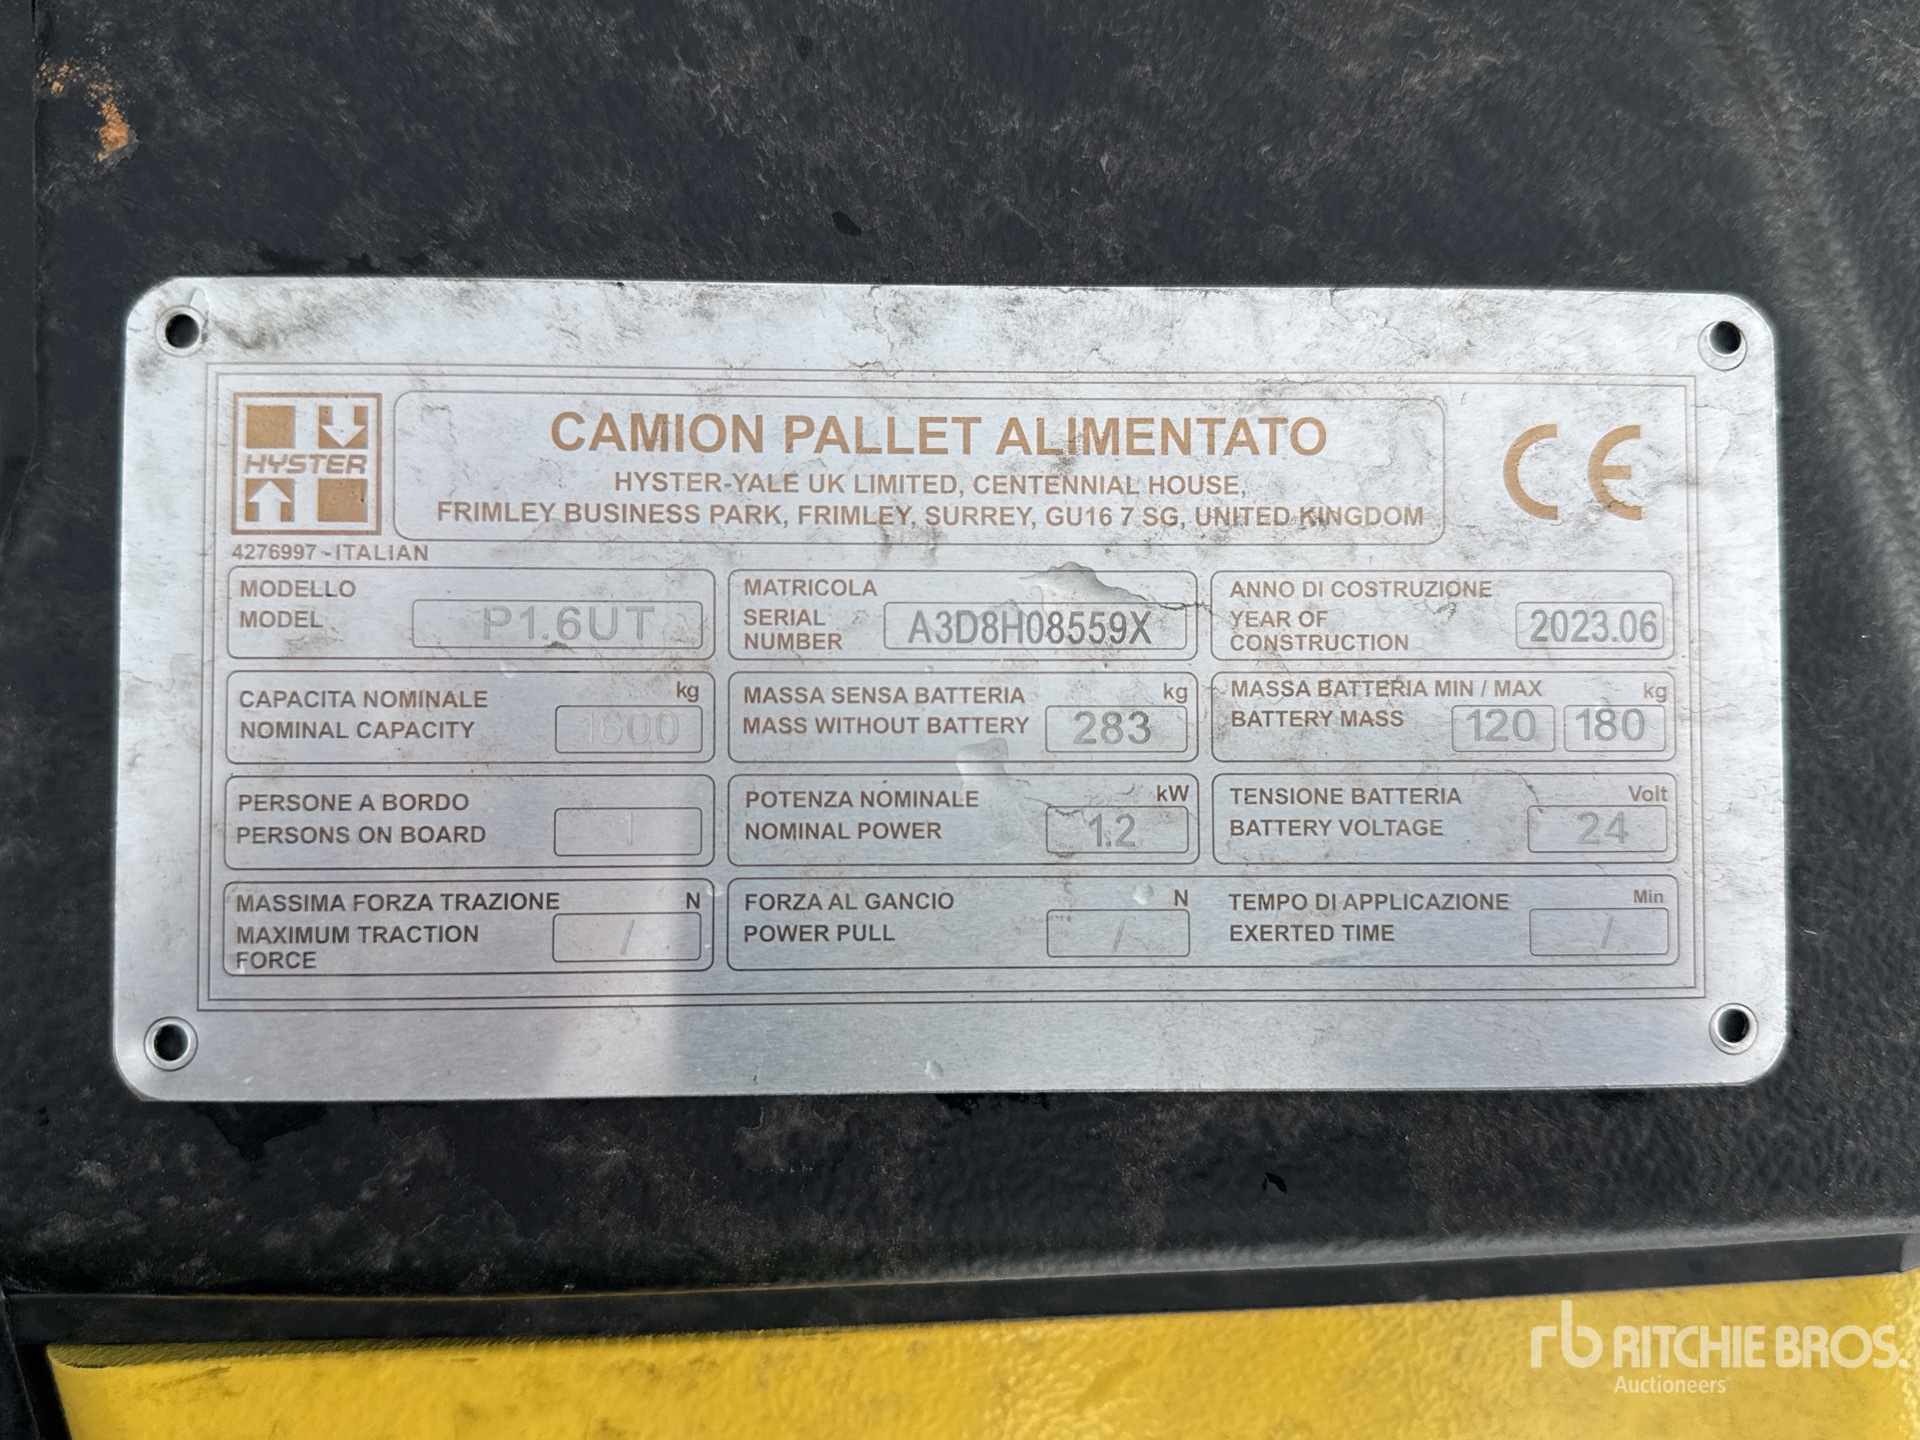 HYSTER
CAMION PALLET ALIMENTATO
HYSTER-YALE UK LIMITED, CENTENNIAL HOUSE,
FRIMLEY BUSINESS PARK, FRIMLEY, SURREY, GU16 7 SG, UNITED KINGDOM
CE
4276997 - ITALIAN
MODELLO
MODEL P1.6UT
MATRICOLA
SERIAL
NUMBER A3D8H08559X
ANNO DI COSTRUZIONE
YEAR OF
CONSTRUCTION 2023.06
CAPACITA NOMINALE kg
NOMINAL CAPACITY 1600
MASSA SENSA BATTERIA kg
MASS WITHOUT BATTERY 283
MASSA BATTERIA MIN / MAX kg
BATTERY MASS 120 180
PERSONE A BORDO
PERSONS ON BOARD 1
POTENZA NOMINALE kW
NOMINAL POWER 1.2
TENSIONE BATTERIA Volt
BATTERY VOLTAGE 24
MASSIMA FORZA TRAZIONE N
MAXIMUM TRACTION
FORCE /
FORZA AL GANCIO N
POWER PULL /
TEMPO DI APPLICAZIONE Min
EXERTED TIME /
rb RITCHIE BROS.
Auctioneers